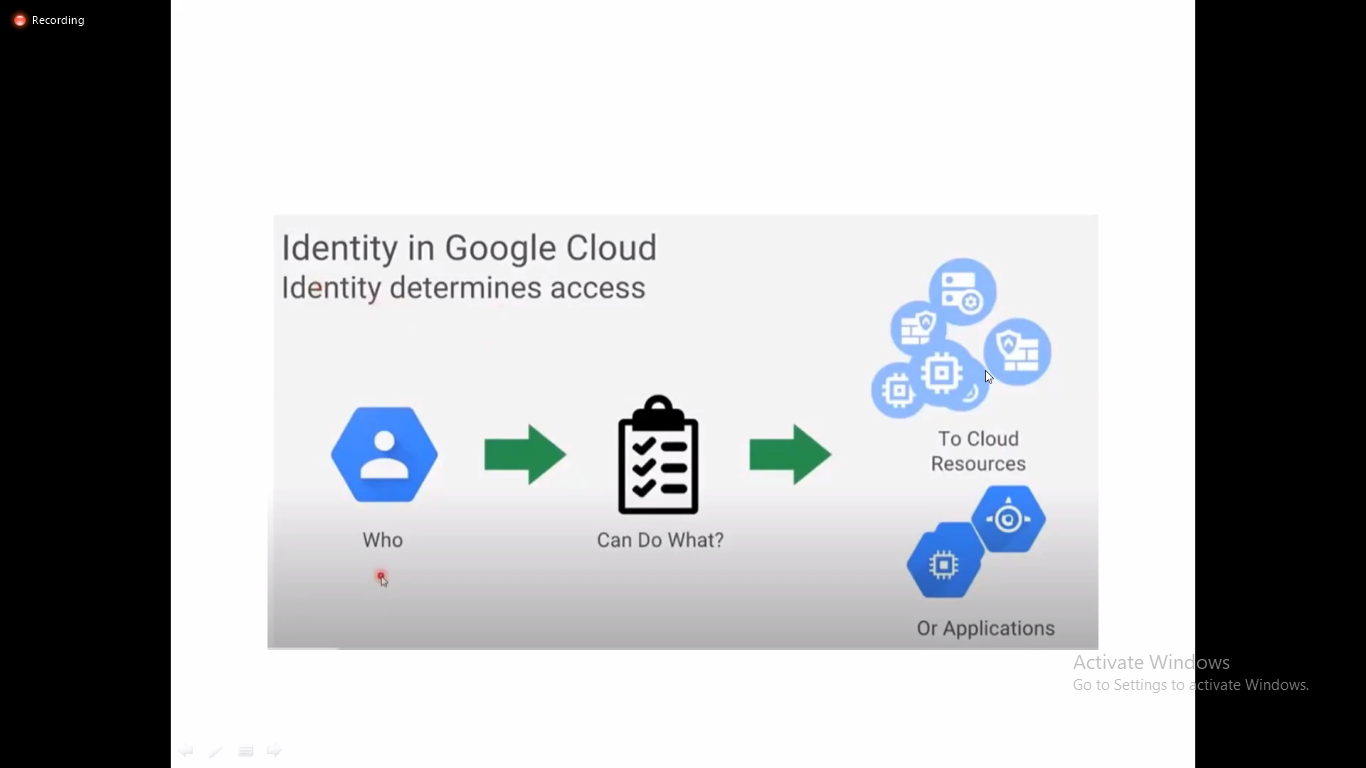 Recording
Identity in Google Cloud
Identity determines access
Who
Can Do What?
To Cloud
Resources
Or Applications
Activate Windows
Go to Settings to activate Windows.